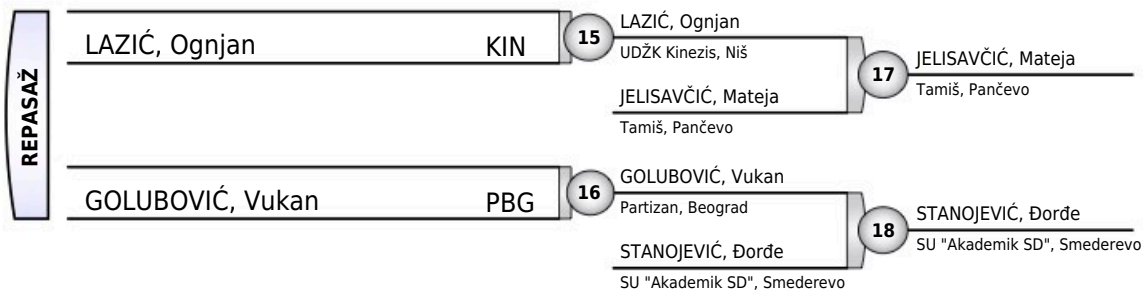 REPASAŽ
LAZIĆ, Ognjan KIN
15
LAZIĆ, Ognjan
UDŽK Kinezis, Niš
JELISAVČIĆ, Mateja
Tamiš, Pančevo
17
JELISAVČIĆ, Mateja
Tamiš, Pančevo
GOLUBOVIĆ, Vukan PBG
16
GOLUBOVIĆ, Vukan
Partizan, Beograd
STANOJEVIĆ, Đorđe
SU "Akademik SD", Smederevo
18
STANOJEVIĆ, Đorđe
SU "Akademik SD", Smederevo